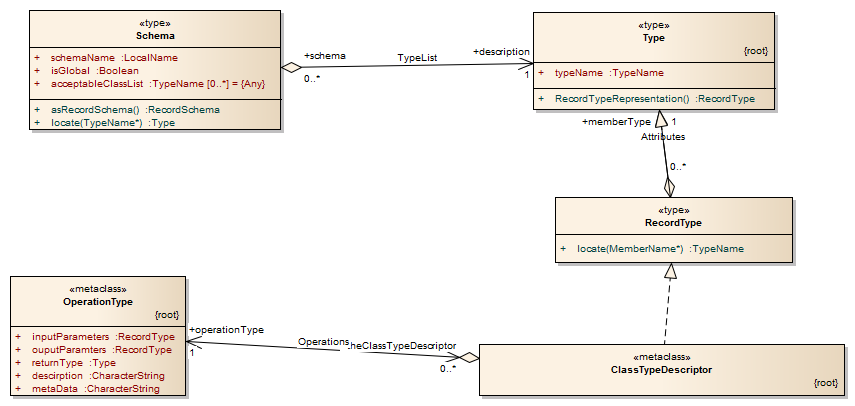 «type»
Schema
+ schemaName :LocalName
+ isGlobal :Boolean
+ acceptableClassList :TypeName [0..*] = {Any}
+ asRecordSchema() :RecordSchema
+ locate(TypeName*) :Type
+schema
TypeList
+description
0..*
1
«type»
Type
{root}
+ typeName :TypeName
+ RecordTypeRepresentation() :RecordType
+memberType
1
Attributes
0..*
«type»
RecordType
+ locate(MemberName*) :TypeName
«metaclass»
OperationType
{root}
+ inputParameters :RecordType
+ ouputParamters :RecordType
+ returnType :Type
+ descirption :CharacterString
+ metaData :CharacterString
+operationType
1
Operations
heClassTypeDescriptor
0..*
«metaclass»
ClassTypeDescriptor
{root}